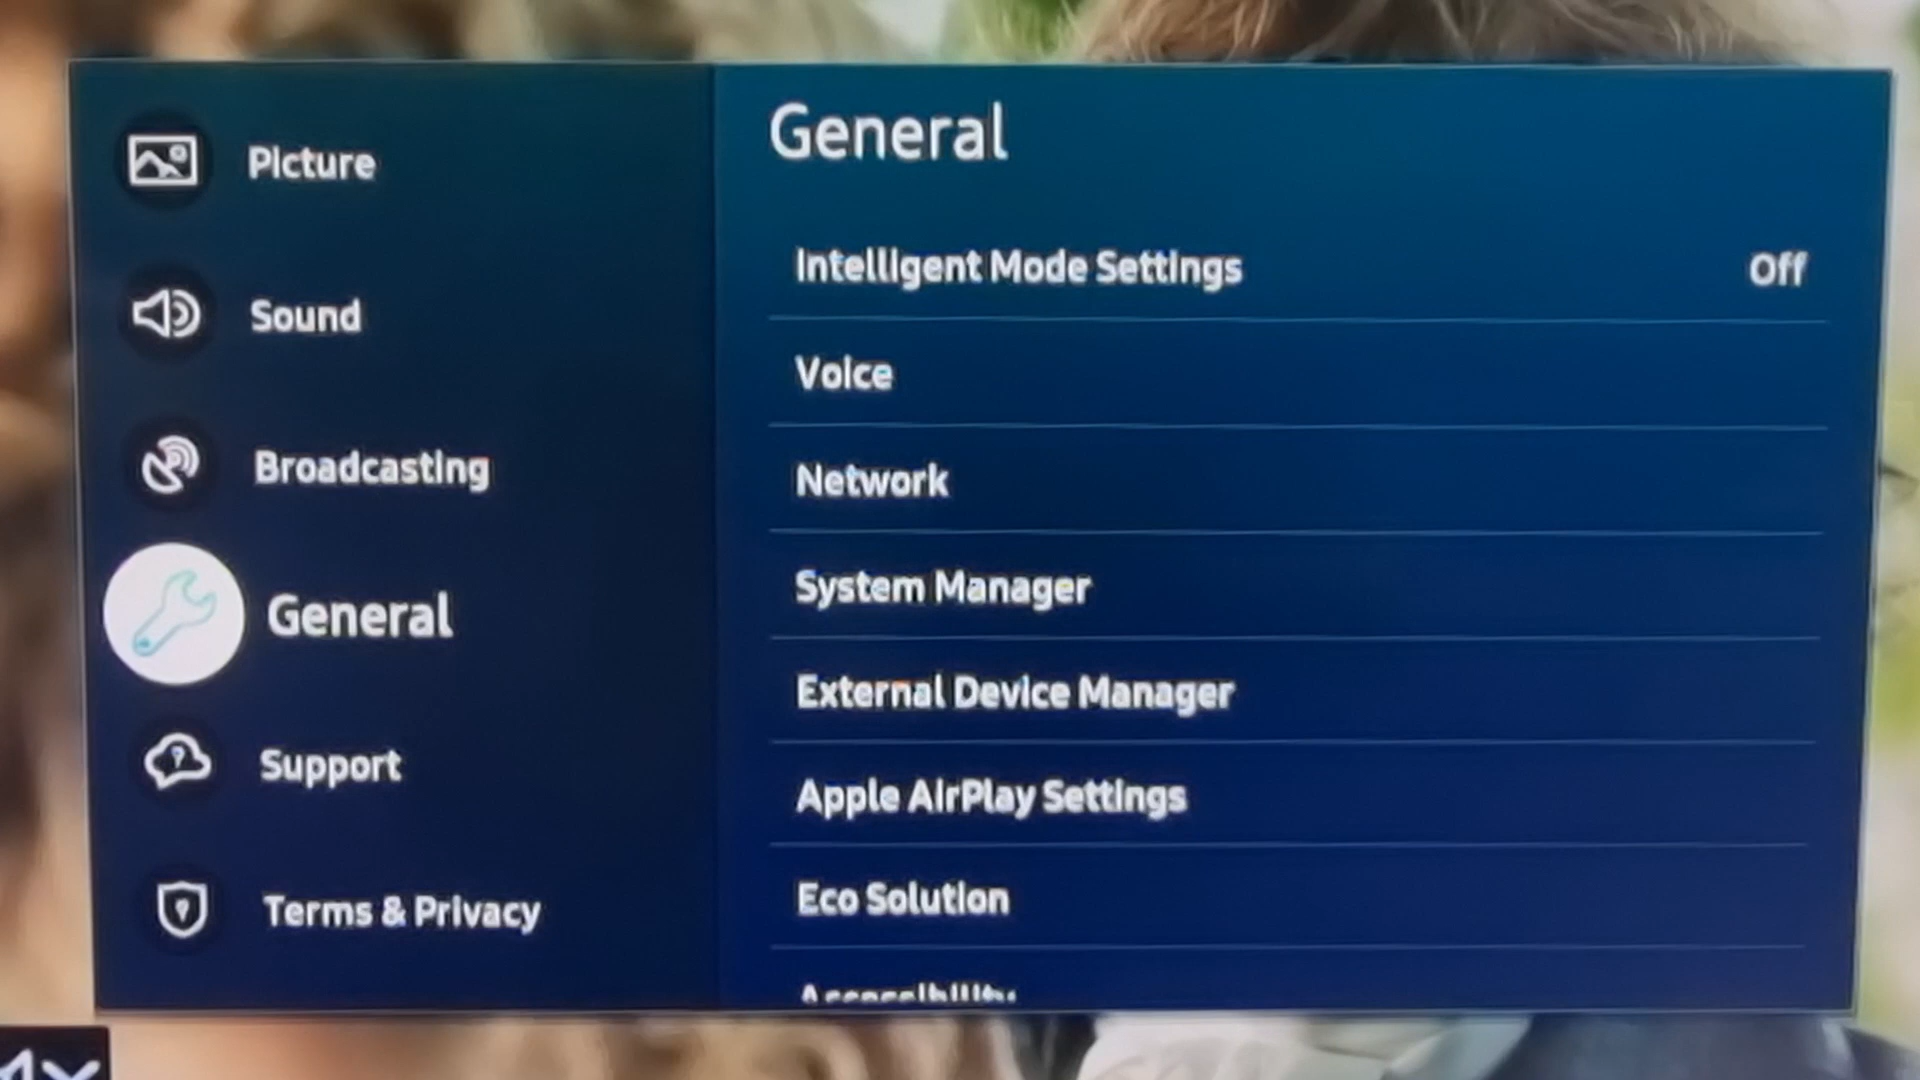 Picture
Sound
Broadcasting
General
Support
Terms & Privacy
General
Intelligent Mode Settings Off
Voice
Network
System Manager
External Device Manager
Apple AirPlay Settings
Eco Solution
Accessibility